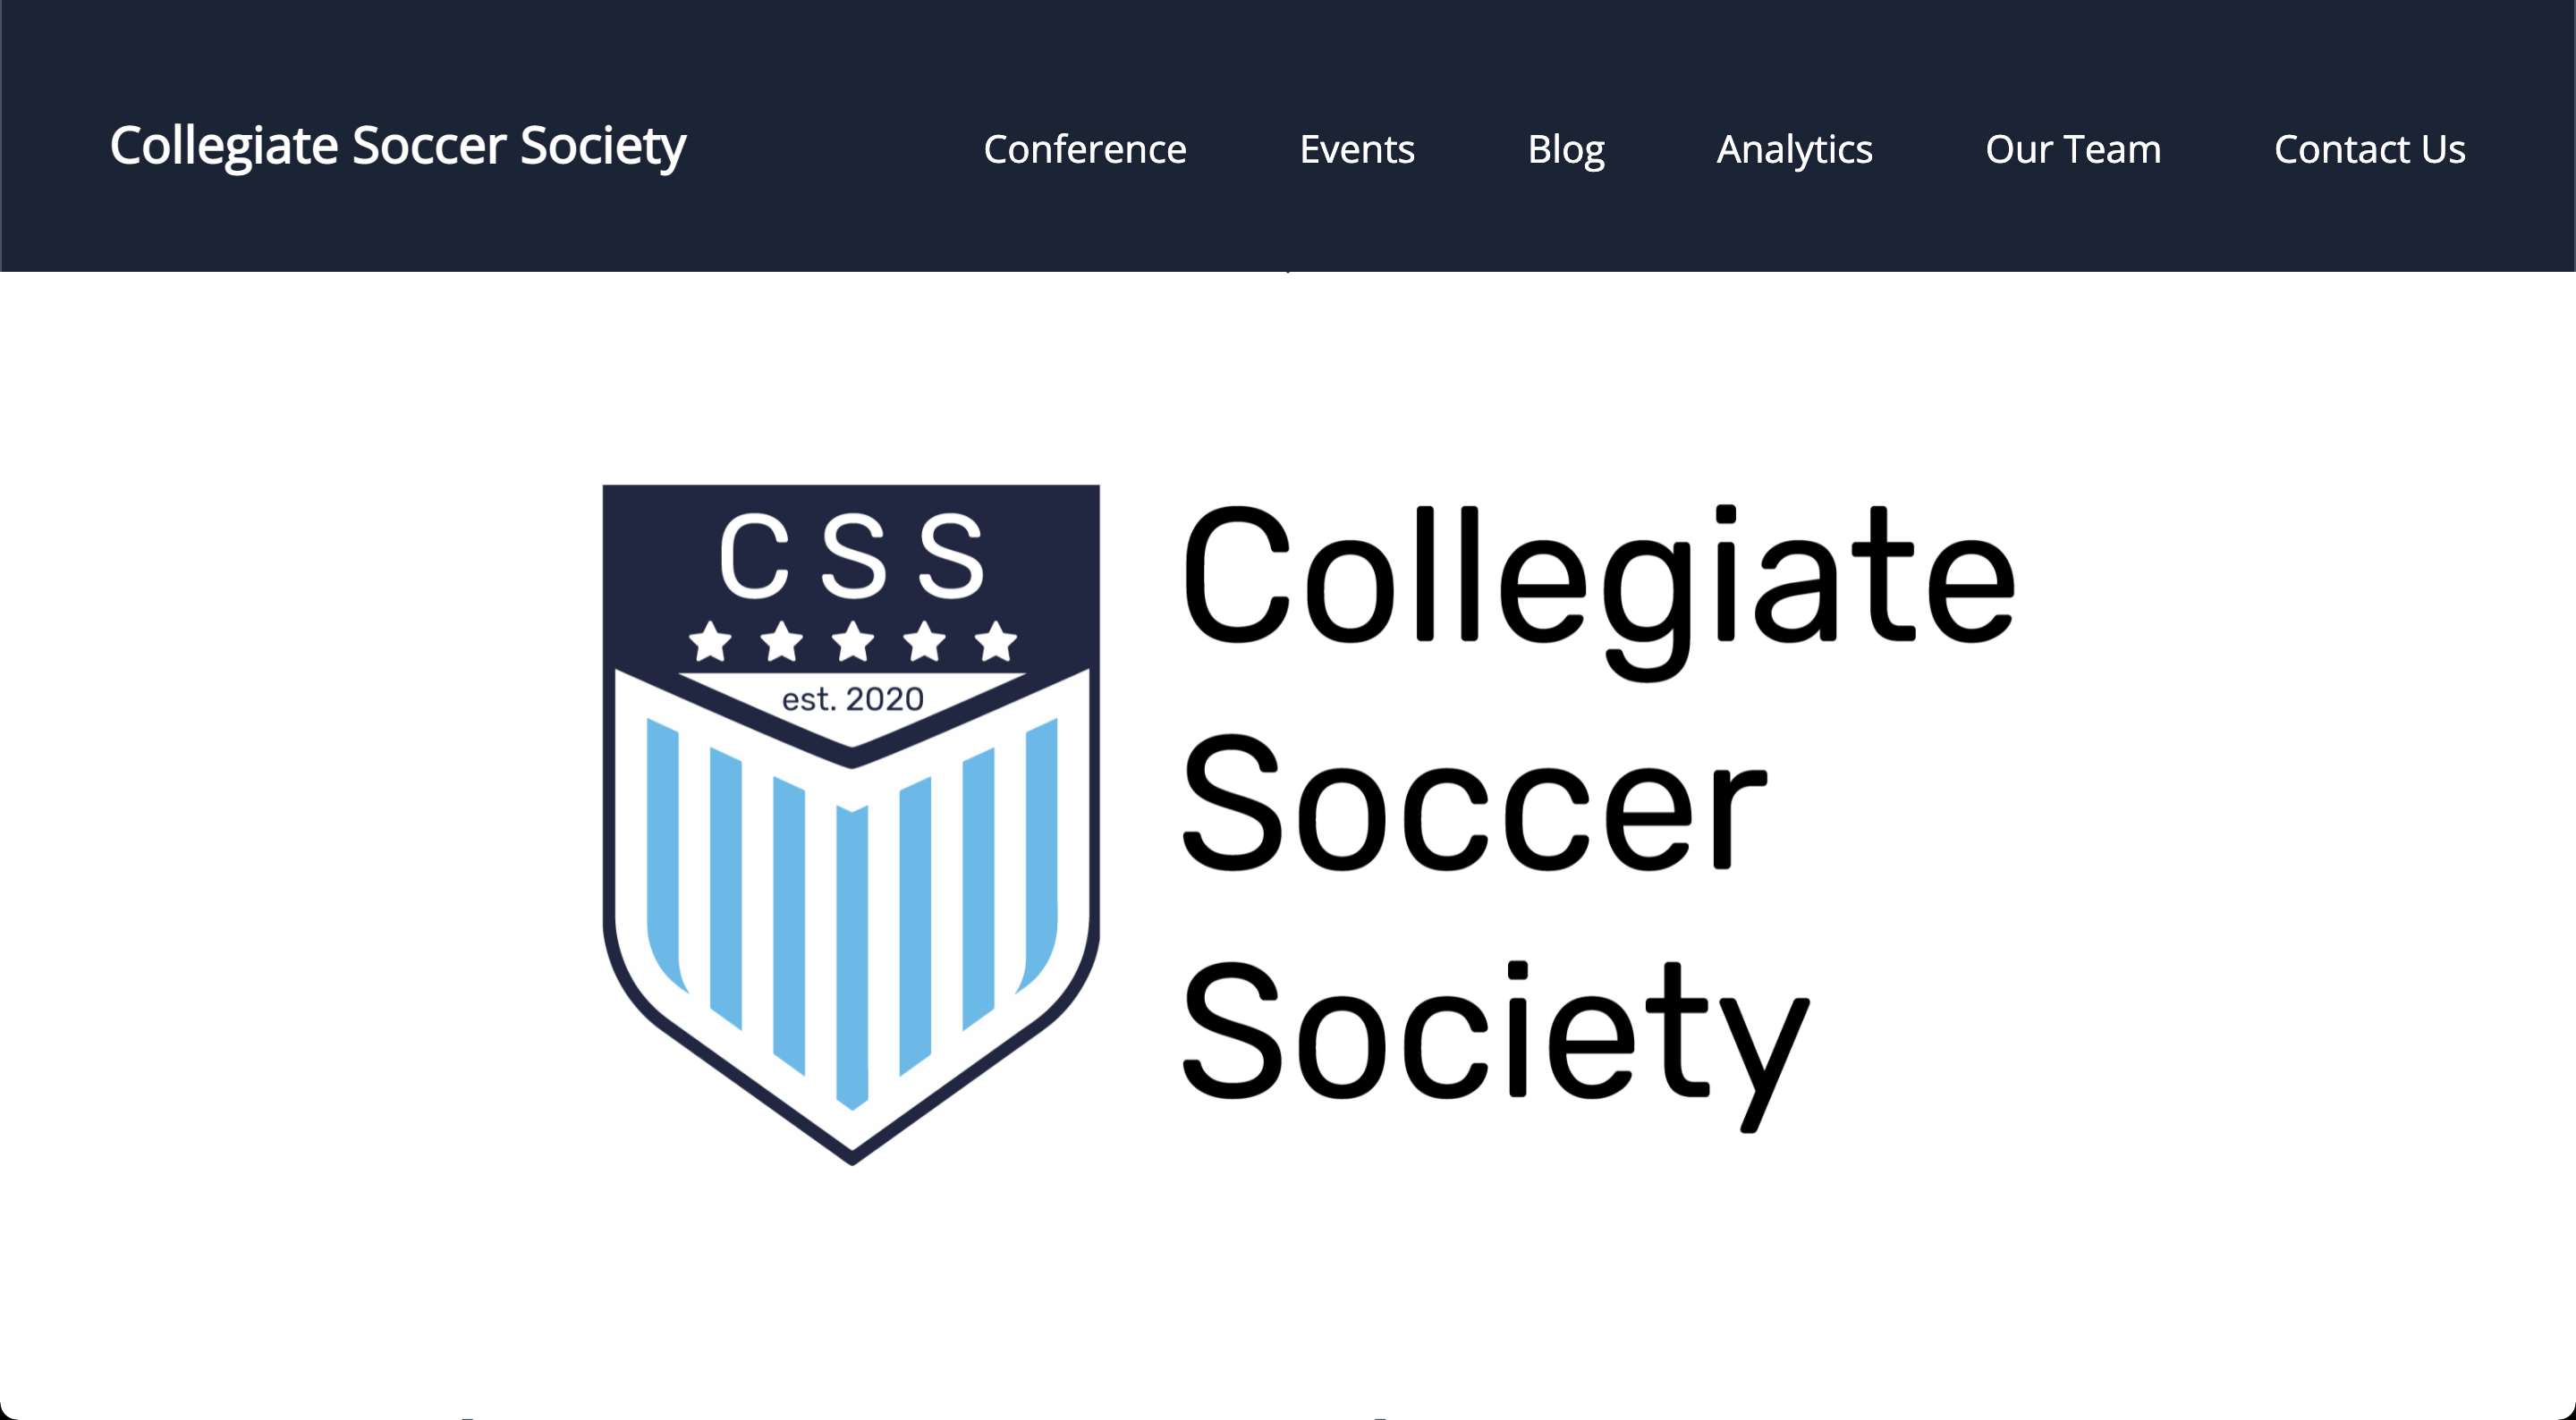 Collegiate Soccer Society Conference Events Blog Analytics Our Team Contact Us
CSS
est. 2020
Collegiate
Soccer
Society